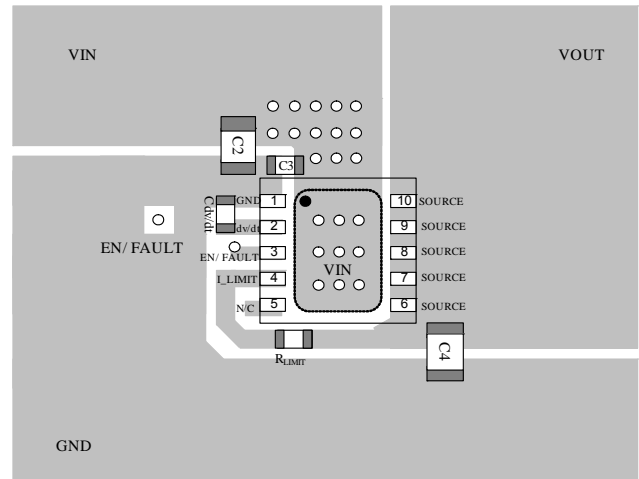 VIN
VOUT
C2
C3
Cdv/dt
GND
1
10
SOURCE
dv/dt
2
9
SOURCE
EN/ FAULT
EN/ FAULT
3
8
SOURCE
VIN
I_LIMIT
4
7
SOURCE
N/C
5
6
SOURCE
C4
RLIMIT
GND